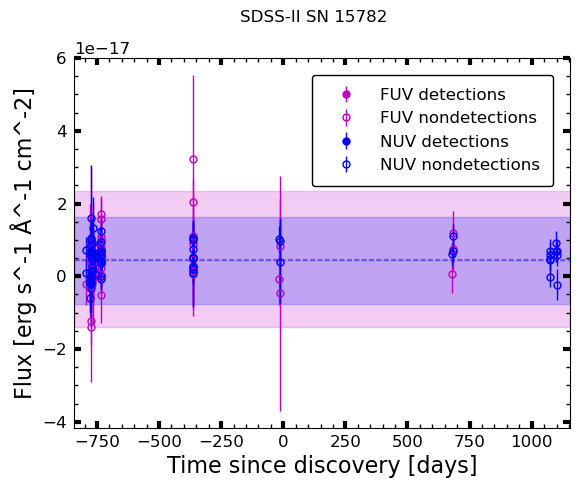 SDSS-II SN 15782
1e−17
6
4
2
0
−2
−4
Flux [erg s^-1 Å^-1 cm^-2]
FUV detections
FUV nondetections
NUV detections
NUV nondetections
−750 −500 −250 0 250 500 750 1000
Time since discovery [days]